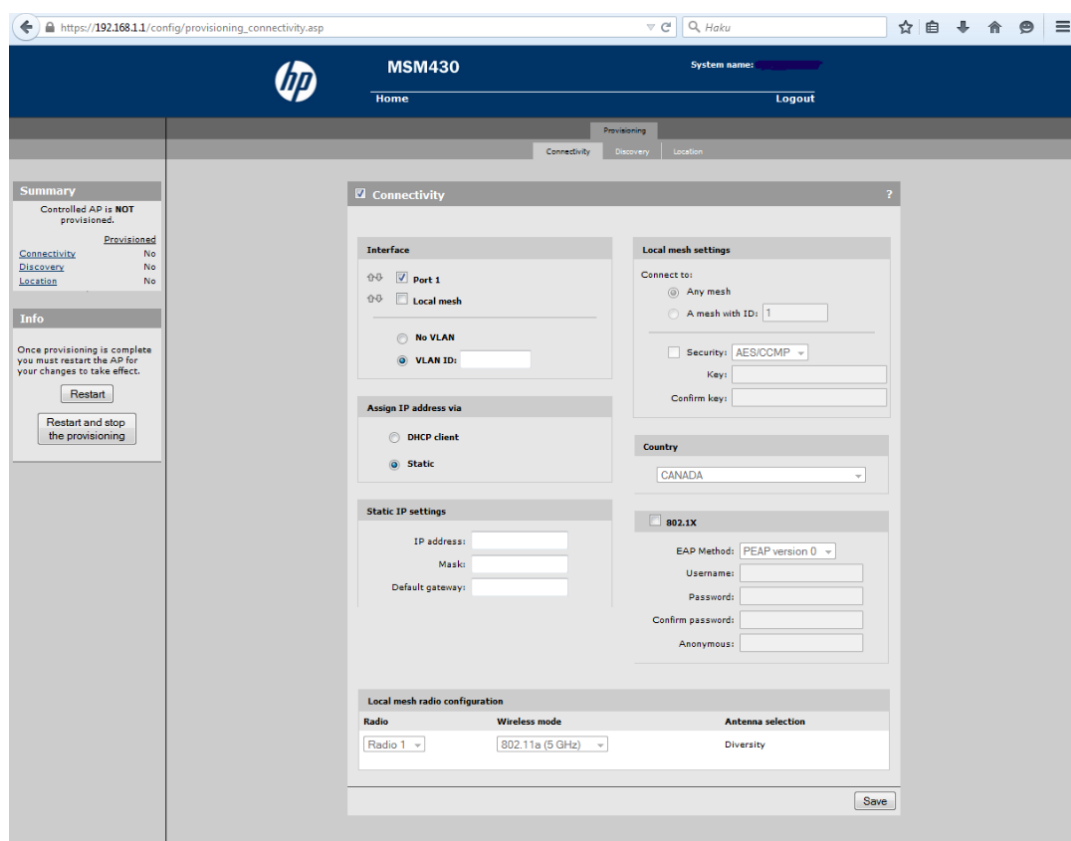 https://192.168.1.1/config/provisioning_connectivity.asp
Haku
hp
MSM430
System name:
Home
Logout
Provisioning
Connectivity
Discovery
Location
Summary
Controlled AP is NOT
provisioned.
Provisioned
Connectivity No
Discovery No
Location No
Info
Once provisioning is complete
you must restart the AP for
your changes to take effect.
Restart
Restart and stop
the provisioning
Connectivity ?
Interface
Port 1
Local mesh
No VLAN
VLAN ID:
Assign IP address via
DHCP client
Static
Static IP settings
IP address:
Mask:
Default gateway:
Local mesh settings
Connect to:
Any mesh
A mesh with ID: 1
Security: AES/CCMP
Key:
Confirm key:
Country
CANADA
802.1X
EAP Method: PEAP version 0
Username:
Password:
Confirm password:
Anonymous:
Local mesh radio configuration
Radio Wireless mode Antenna selection
Radio 1 802.11a (5 GHz) Diversity
Save